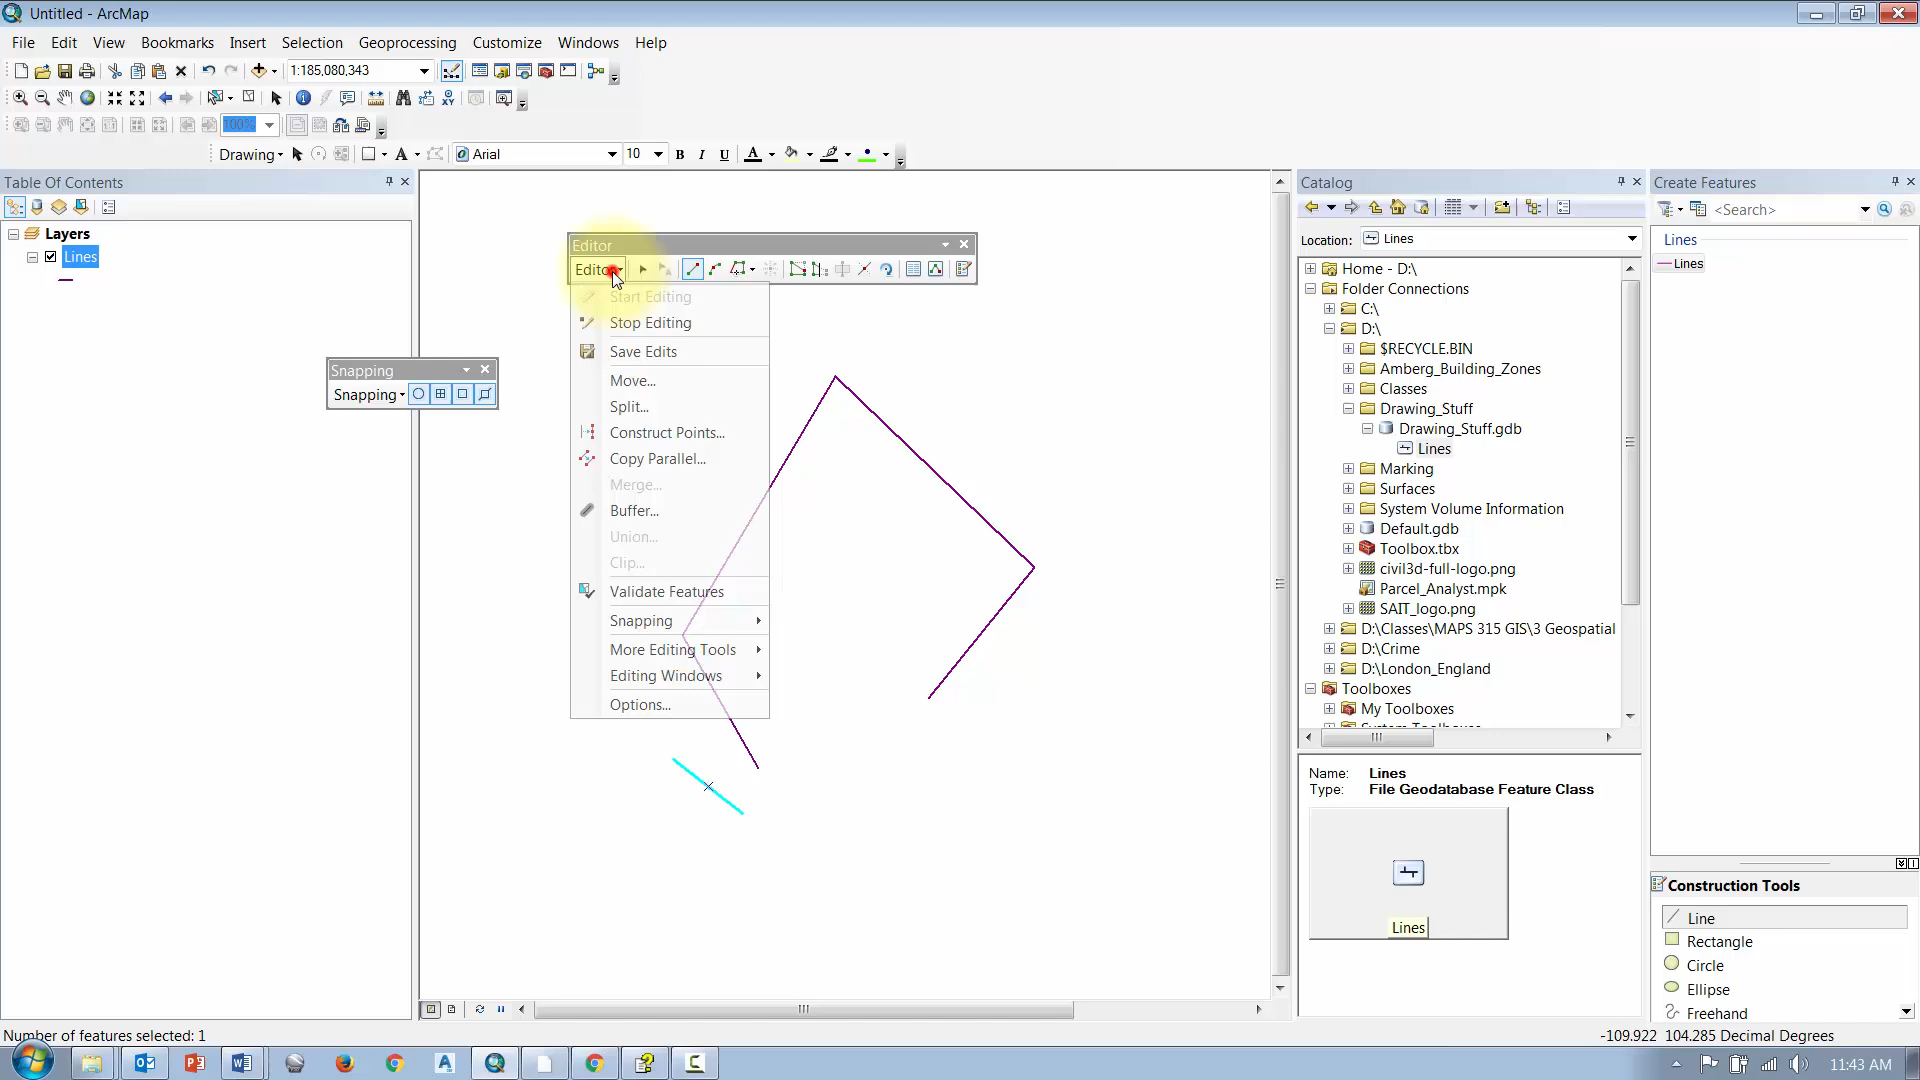 Untitled - ArcMap
File Edit View Bookmarks Insert Selection Geoprocessing Customize Windows Help
1:185,080,343
100%
Drawing Arial 10 B I U A
Table Of Contents
Layers
Lines
Snapping
Snapping
Editor
Editor
Start Editing
Stop Editing
Save Edits
Move...
Split...
Construct Points...
Copy Parallel...
Merge...
Buffer...
Union...
Clip...
Validate Features
Snapping
More Editing Tools
Editing Windows
Options...
Catalog
Location: Lines
Home - D:\
Folder Connections
C:\
D:\
$RECYCLE.BIN
Amberg_Building_Zones
Classes
Drawing_Stuff
Drawing_Stuff.gdb
Lines
Marking
Surfaces
System Volume Information
Default.gdb
Toolbox.tbx
civil3d-full-logo.png
Parcel_Analyst.mpk
SAIT_logo.png
D:\Classes\MAPS 315 GIS\3 Geospatial
D:\Crime
D:\London_England
Toolboxes
My Toolboxes
Name: Lines
Type: File Geodatabase Feature Class
Lines
Create Features
<Search>
Lines
Lines
Construction Tools
Line
Rectangle
Circle
Ellipse
Freehand
Number of features selected: 1
-109.922 104.285 Decimal Degrees
11:43 AM